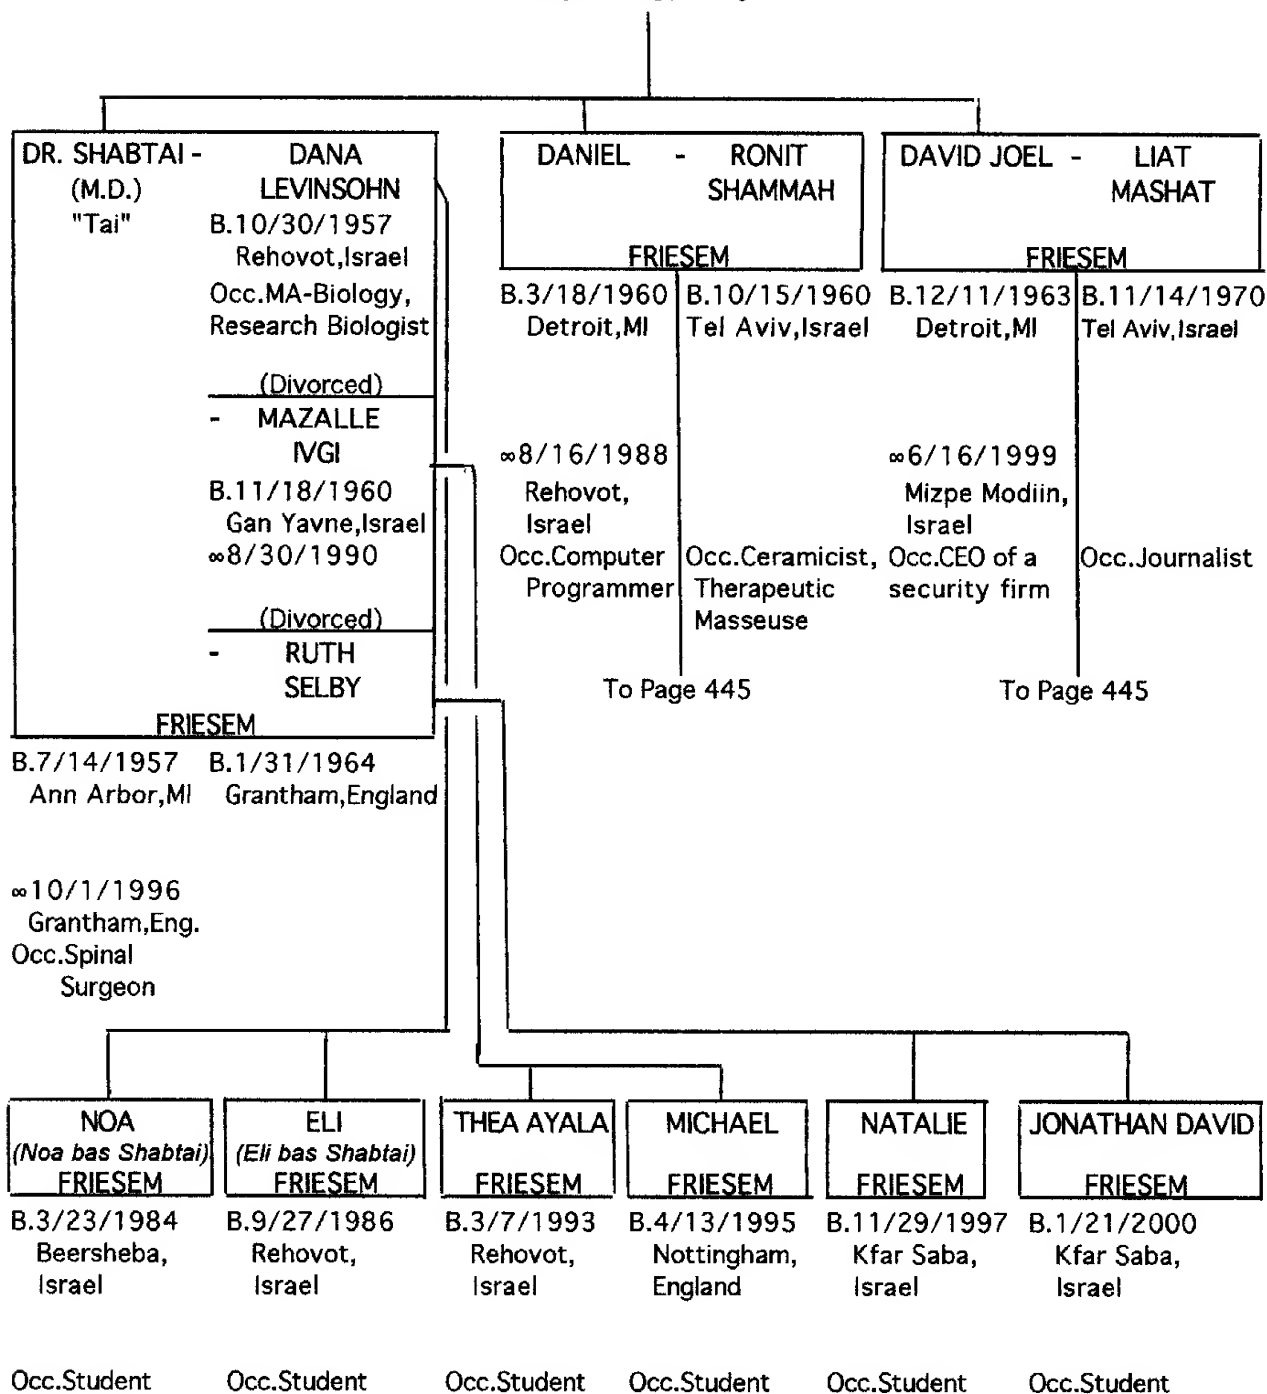 DR. SHABTAI - DANA
(M.D.) LEVINSOHN
"Tai" B.10/30/1957
Rehovot,Israel
Occ.MA-Biology,
Research Biologist
(Divorced)
- MAZALLE
IVGI
B.11/18/1960
Gan Yavne,Israel
∞8/30/1990
(Divorced)
- RUTH
SELBY
FRIESEM
B.7/14/1957 B.1/31/1964
Ann Arbor,MI Grantham,England
∞10/1/1996
Grantham,Eng.
Occ.Spinal
Surgeon
DANIEL - RONIT
SHAMMAH
FRIESEM
B.3/18/1960 B.10/15/1960
Detroit,MI Tel Aviv,Israel
∞8/16/1988
Rehovot,
Israel
Occ.Computer Occ.Ceramicist,
Programmer Therapeutic
Masseuse
To Page 445
DAVID JOEL - LIAT
MASHAT
FRIESEM
B.12/11/1963 B.11/14/1970
Detroit,MI Tel Aviv,Israel
∞6/16/1999
Mizpe Modiin,
Israel
Occ.CEO of a Occ.Journalist
security firm
To Page 445
NOA
(Noa bas Shabtai)
FRIESEM
B.3/23/1984
Beersheba,
Israel
Occ.Student
ELI
(Eli bas Shabtai)
FRIESEM
B.9/27/1986
Rehovot,
Israel
Occ.Student
THEA AYALA
FRIESEM
B.3/7/1993
Rehovot,
Israel
Occ.Student
MICHAEL
FRIESEM
B.4/13/1995
Nottingham,
England
Occ.Student
NATALIE
FRIESEM
B.11/29/1997
Kfar Saba,
Israel
Occ.Student
JONATHAN DAVID
FRIESEM
B.1/21/2000
Kfar Saba,
Israel
Occ.Student